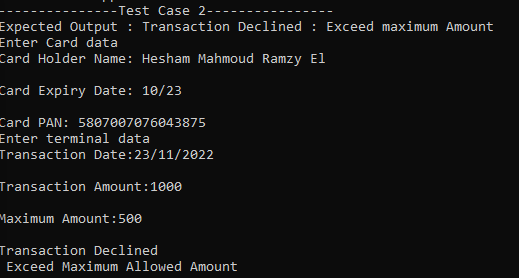 ---------------Test Case 2----------------
Expected Output : Transaction Declined : Exceed maximum Amount
Enter Card data
Card Holder Name: Hesham Mahmoud Ramzy El
Card Expiry Date: 10/23
Card PAN: 5807007076043875
Enter terminal data
Transaction Date:23/11/2022
Transaction Amount:1000
Maximum Amount:500
Transaction Declined
Exceed Maximum Allowed Amount